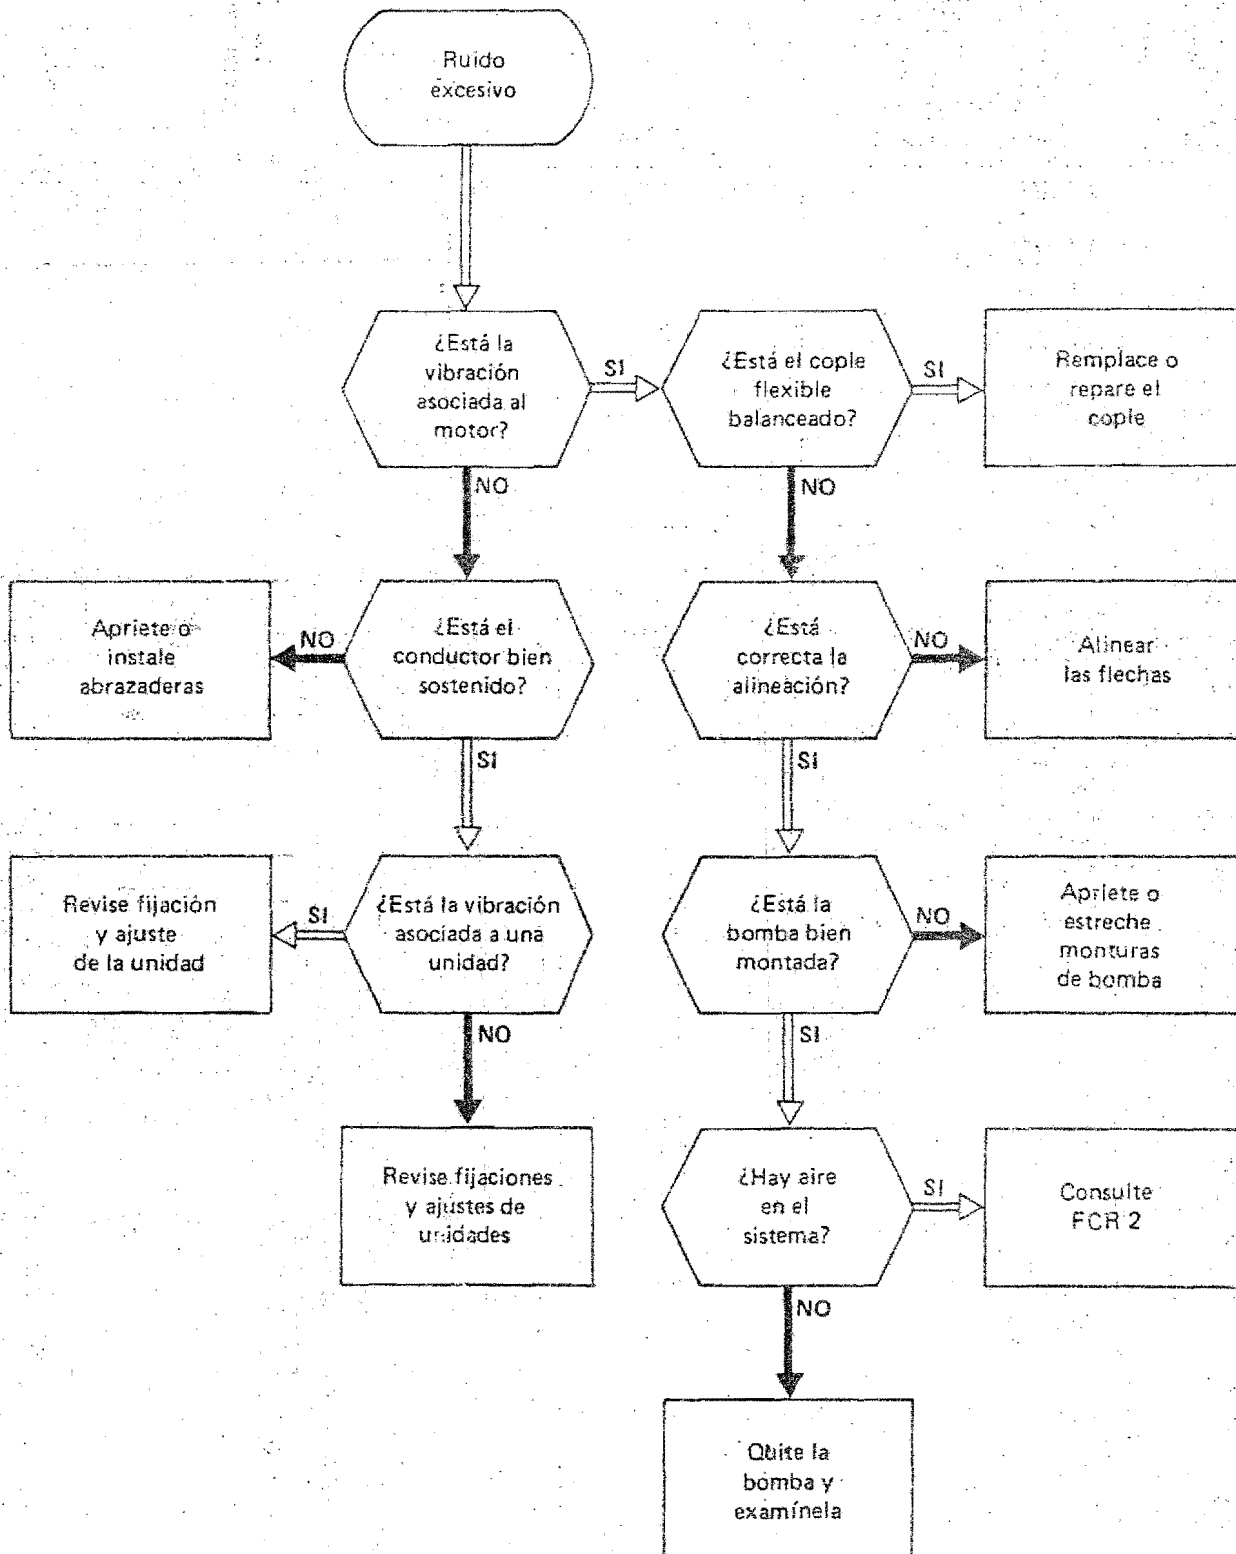 Ruido
excesivo
¿Está la
vibración
asociada al
motor?
SI
¿Está el cople
flexible
balanceado?
SI
Remplace o
repare el
cople
NO
NO
Apriete o
instale
abrazaderas
NO
¿Está el
conductor bien
sostenido?
¿Está
correcta la
alineación?
NO
Alinear
las flechas
SI
SI
Revise fijación
y ajuste
de la unidad
SI
¿Está la vibración
asociada a una
unidad?
¿Está la
bomba bien
montada?
NO
Apriete o
estreche
monturas
de bomba
NO
SI
Revise fijaciones
y ajustes de
unidades
¿Hay aire
en el
sistema?
SI
Consulte
FCR 2
NO
Quite la
bomba y
examínela